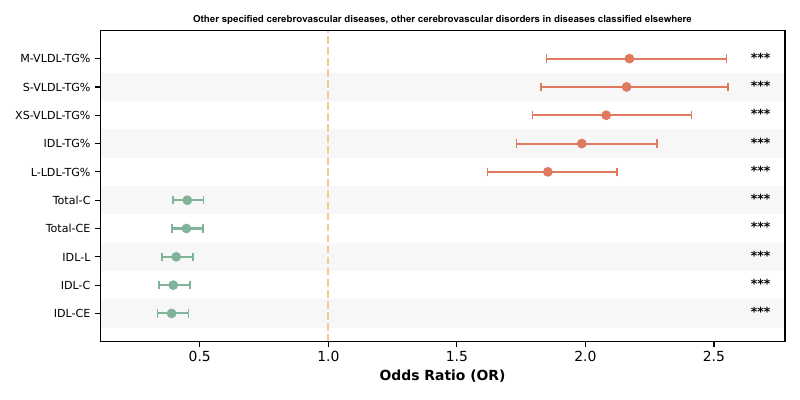 Other specified cerebrovascular diseases, other cerebrovascular disorders in diseases classified elsewhere
M-VLDL-TG% ***
S-VLDL-TG% ***
XS-VLDL-TG% ***
IDL-TG% ***
L-LDL-TG% ***
Total-C ***
Total-CE ***
IDL-L ***
IDL-C ***
IDL-CE ***
0.5 1.0 1.5 2.0 2.5
Odds Ratio (OR)